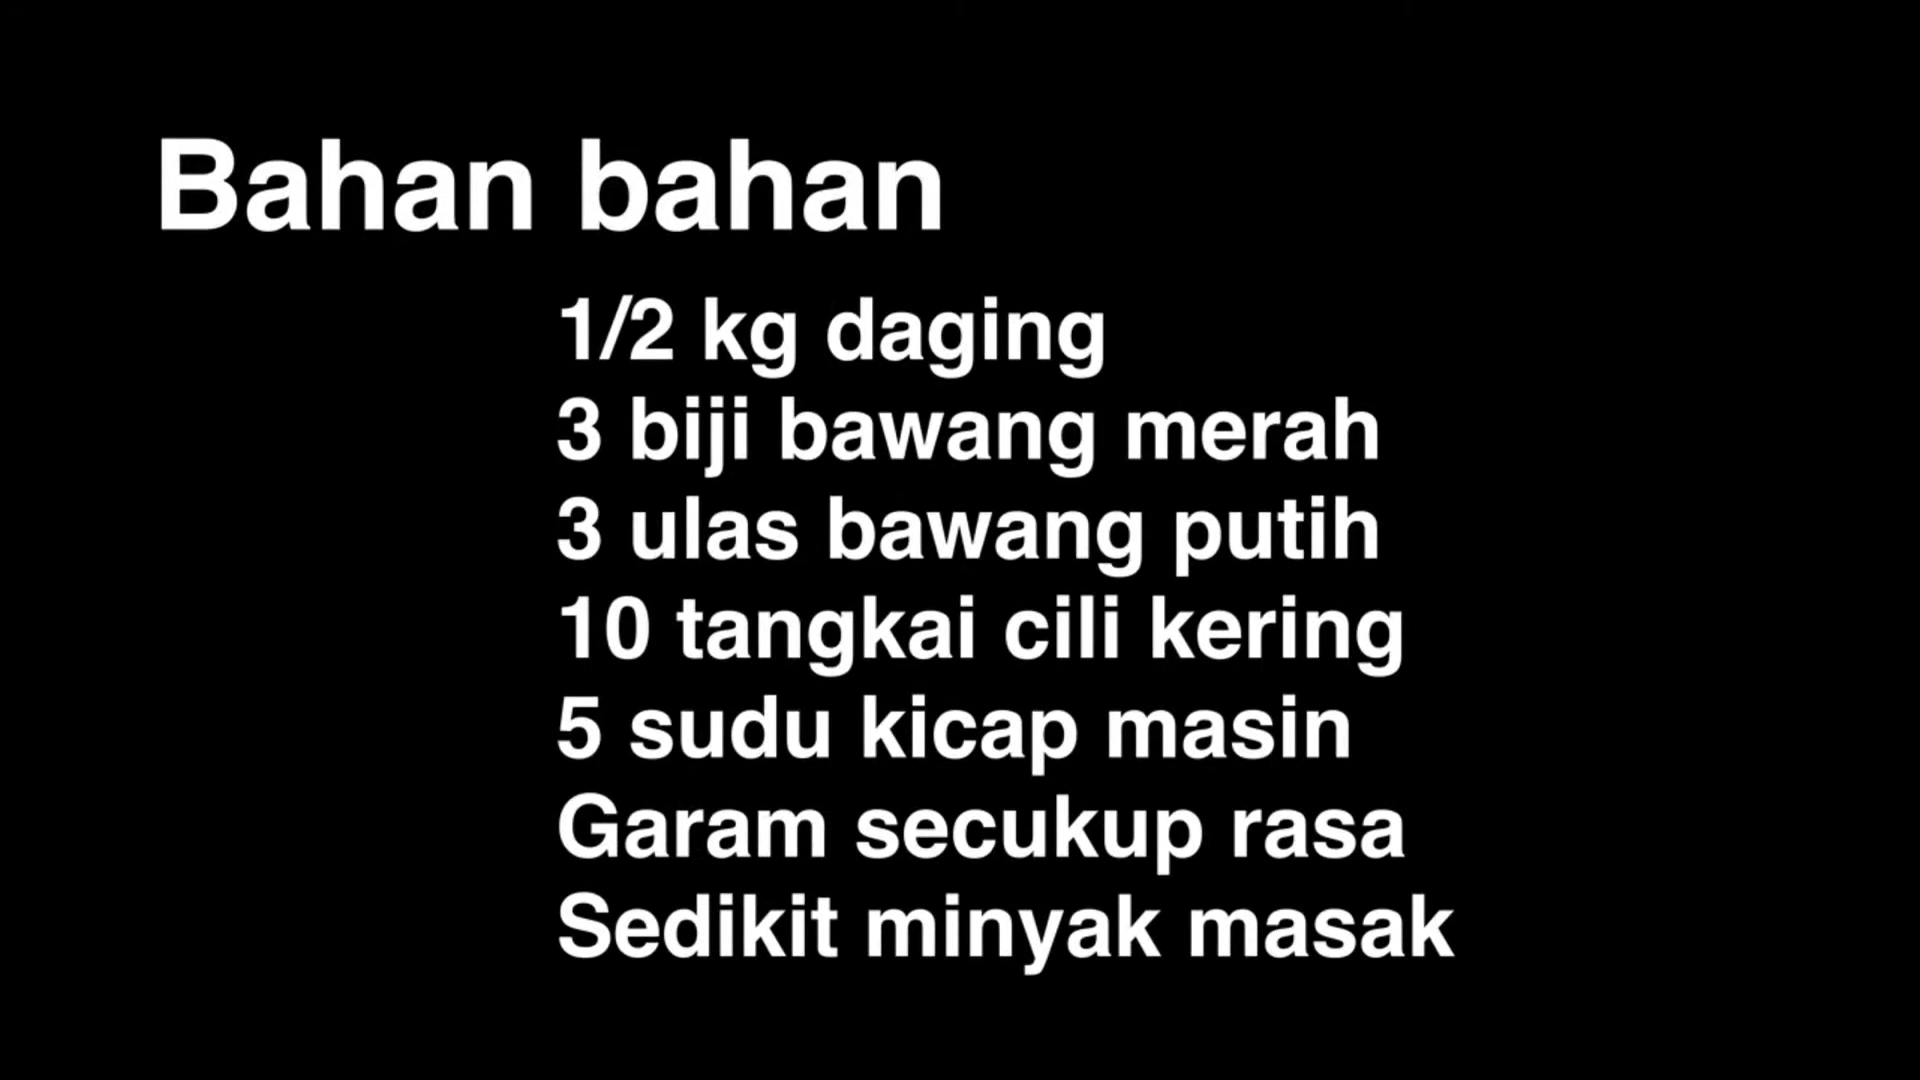 Bahan bahan
1/2 kg daging
3 biji bawang merah
3 ulas bawang putih
10 tangkai cili kering
5 sudu kicap masin
Garam secukup rasa
Sedikit minyak masak